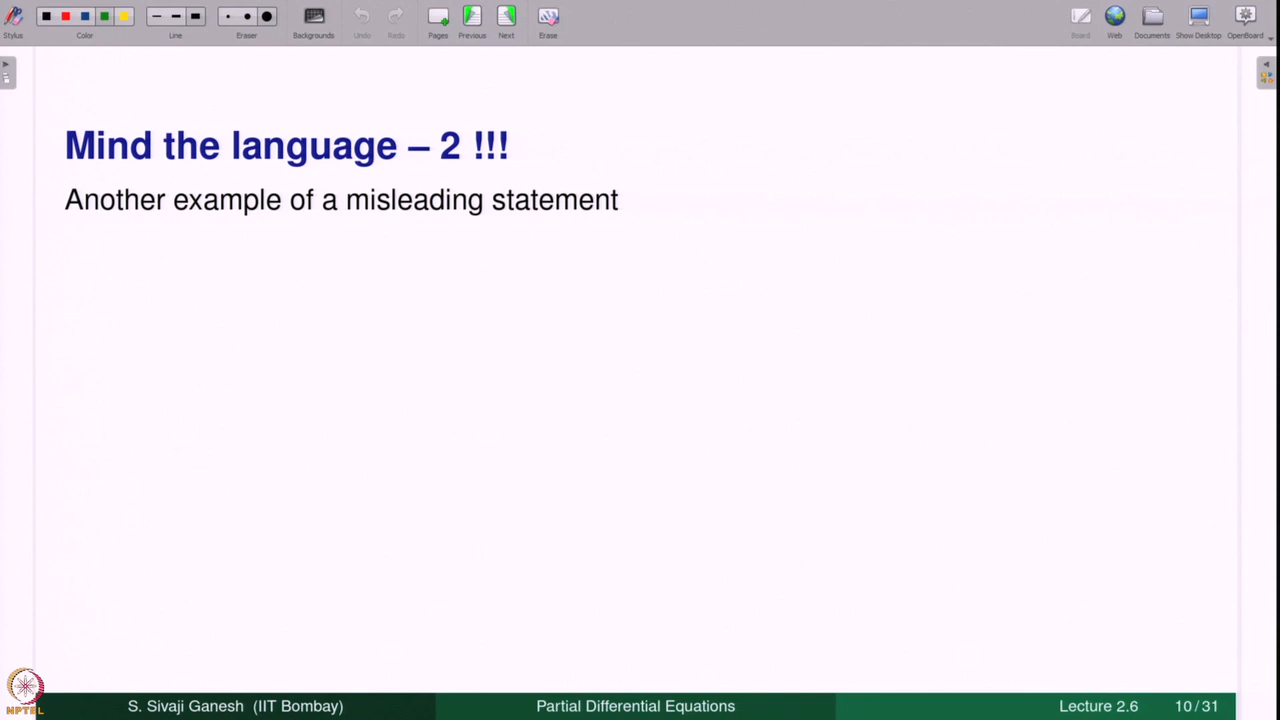 Stylus
Color
Line
Eraser
Backgrounds
Undo
Redo
Pages
Previous
Next
Erase
Board
Web
Documents
Show Desktop
OpenBoard
Mind the language – 2 !!!
Another example of a misleading statement
NPTEL
S. Sivaji Ganesh (IIT Bombay)
Partial Differential Equations
Lecture 2.6
10 / 31